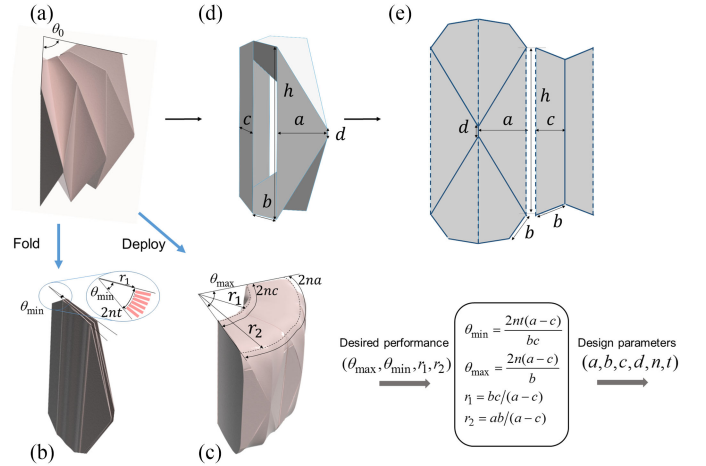 (a)
θ0
(d)
h
c
a
d
b
(e)
h
d
a
c
b
b
Fold
Deploy
θmin
r1
θmin
2nt
(b)
θmax
r1
2nc
2na
r2
(c)
Desired performance
(θmax,θmin,r1,r2)
θmin = 2nt(a−c)/bc
θmax = 2n(a−c)/b
r1 = bc/(a−c)
r2 = ab/(a−c)
Design parameters
(a,b,c,d,n,t)